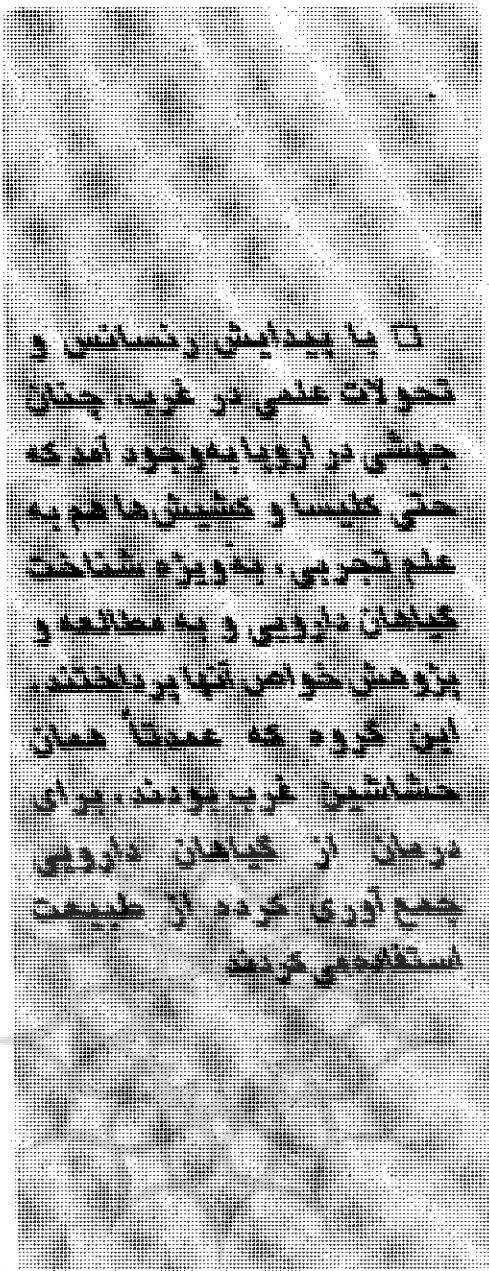 □ با پیدایش رنسانس و
تحولات علمی در غرب، چنان
جهشی در اروپا به‌وجود آمد که
حتی کلیسا و کشیش‌ها هم به
علم تجربی، به‌ویژه شناخت
گیاهان دارویی و به مطالعه و
پژوهش خواص آنها پرداختند.
این گروه که عمدتاً همان
حشاشین غرب بودند، برای
درمان از گیاهان دارویی
جمع‌آوری کرده از طبیعت
استفاده می‌کردند